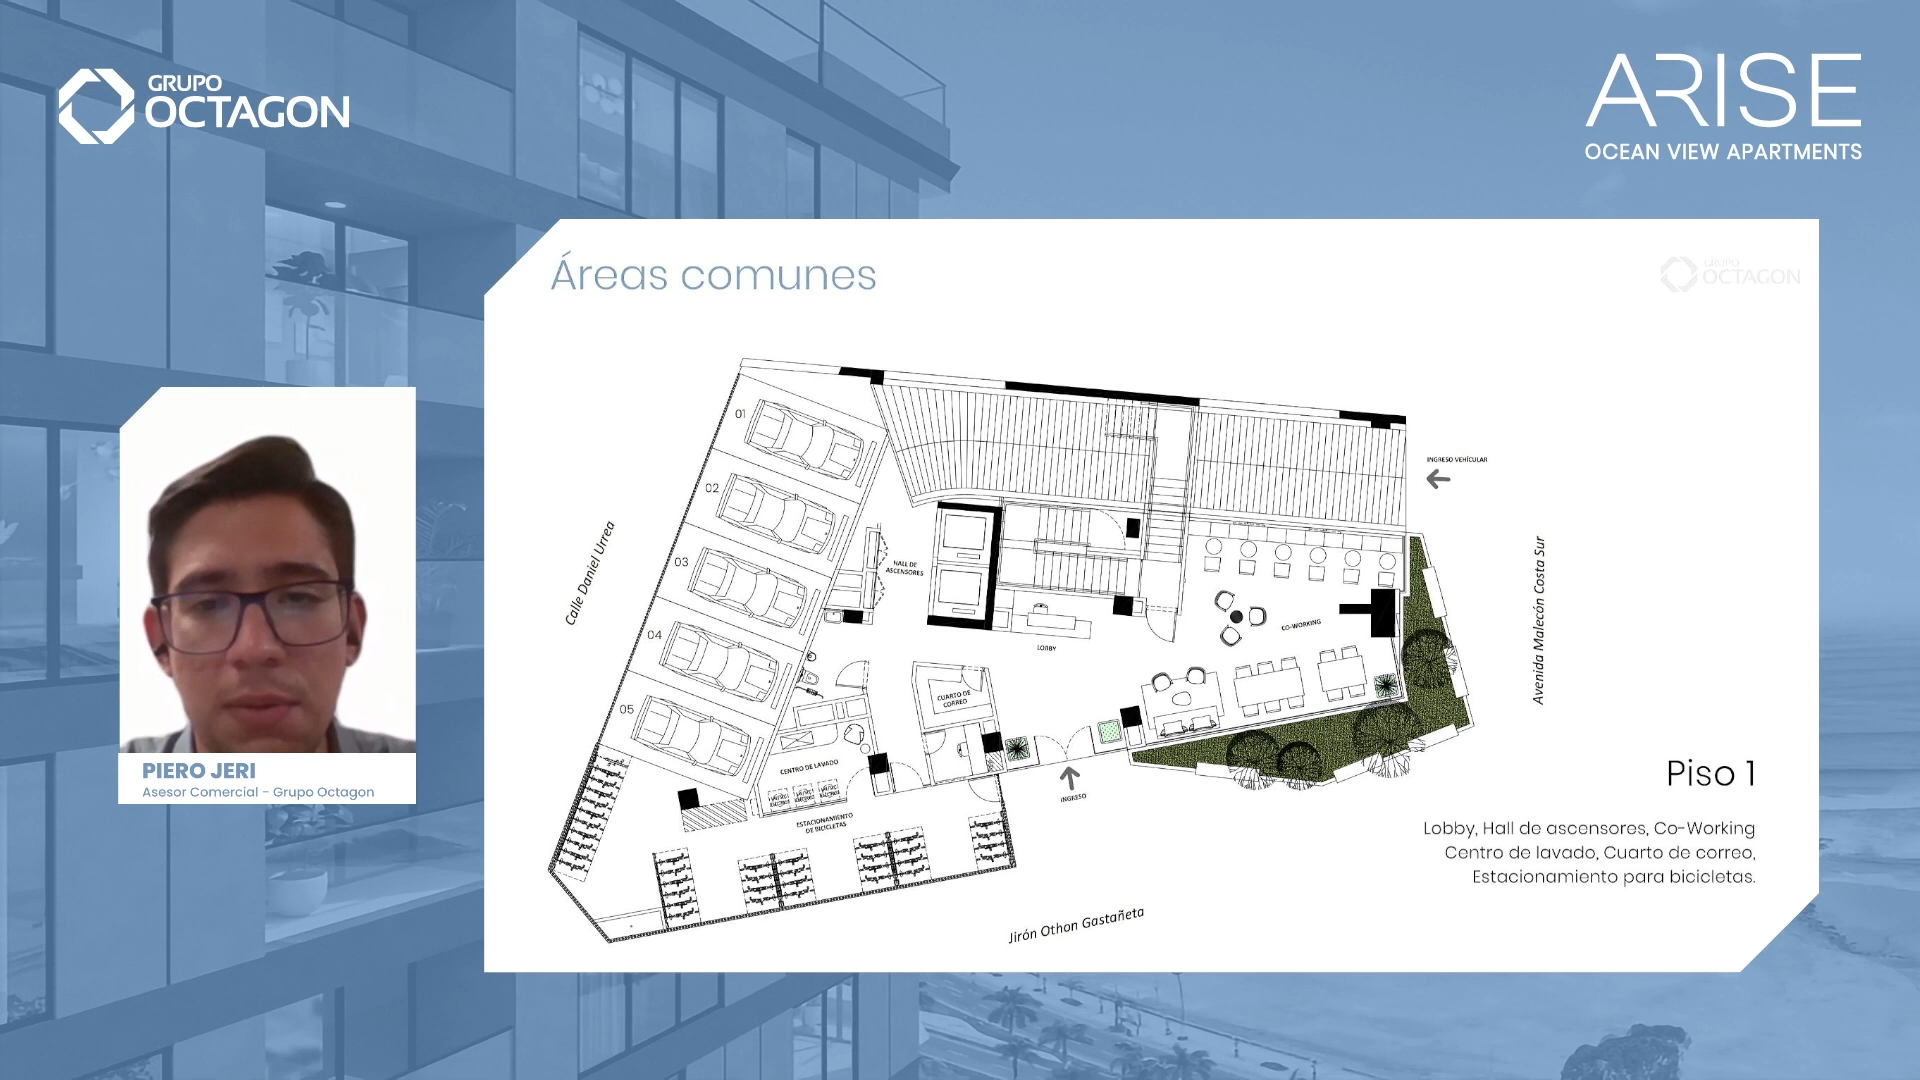 GRUPO
OCTAGON
ARISE
OCEAN VIEW APARTMENTS
Áreas comunes
GRUPO
OCTAGON
01
02
03
04
05
INGRESO VEHÍCULAR
HALL DE
ASCENSORES
LOBBY
CO-WORKING
CUARTO DE
CORREO
CENTRO DE LAVADO
ESTACIONAMIENTO
DE BICICLETAS
INGRESO
Calle Daniel Urrea
Avenida Malecón Costa Sur
Jirón Othon Gastañeta
Piso 1
Lobby, Hall de ascensores, Co-Working
Centro de lavado, Cuarto de correo,
Estacionamiento para bicicletas.
PIERO JERI
Asesor Comercial - Grupo Octagon